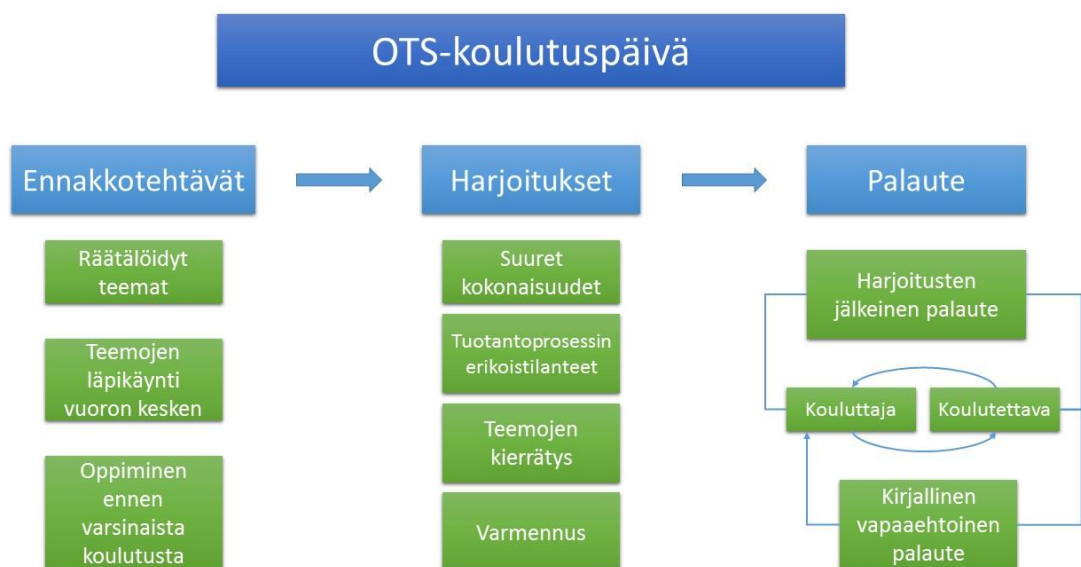 OTS-koulutuspäivä
Ennakkotehtävät
Räätälöidyt
teemat
Teemojen
läpikäynti
vuoron kesken
Oppiminen
ennen
varsinaista
koulutusta
Harjoitukset
Suuret
kokonaisuudet
Tuotantoprosessin
erikoistilanteet
Teemojen
kierrätys
Varmennus
Palaute
Harjoitusten
jälkeinen palaute
Kouluttaja
Koulutettava
Kirjallinen
vapaaehtoinen
palaute